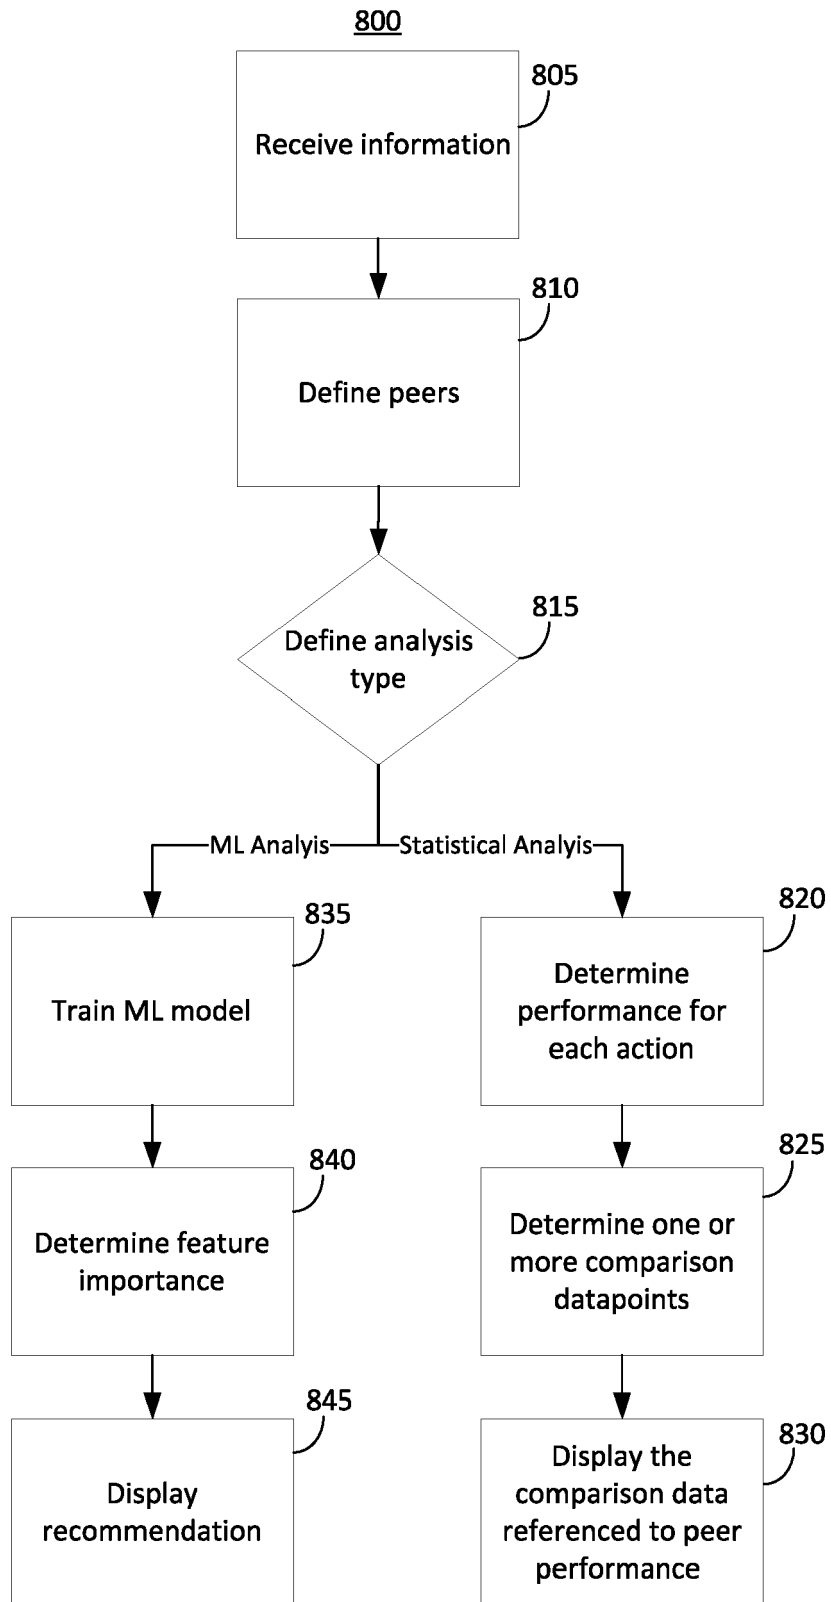 800
805
Receive information
810
Define peers
815
Define analysis
type
ML Analyis
Statistical Analyis
835
Train ML model
820
Determine
performance for
each action
840
Determine feature
importance
825
Determine one or
more comparison
datapoints
845
Display
recommendation
830
Display the
comparison data
referenced to peer
performance